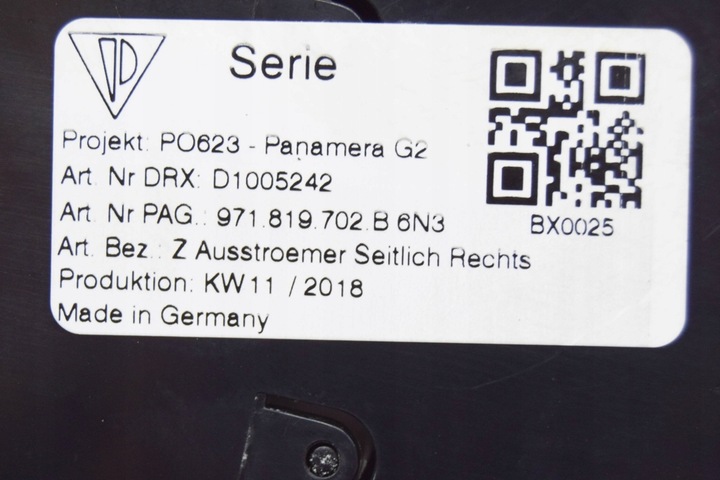 Serie
Projekt: PO623 - Panamera G2
Art. Nr DRX: D1005242
Art. Nr PAG.: 971.819.702.B 6N3
BX0025
Art. Bez.: Z Ausstroemer Seitlich Rechts
Produktion: KW11 / 2018
Made in Germany